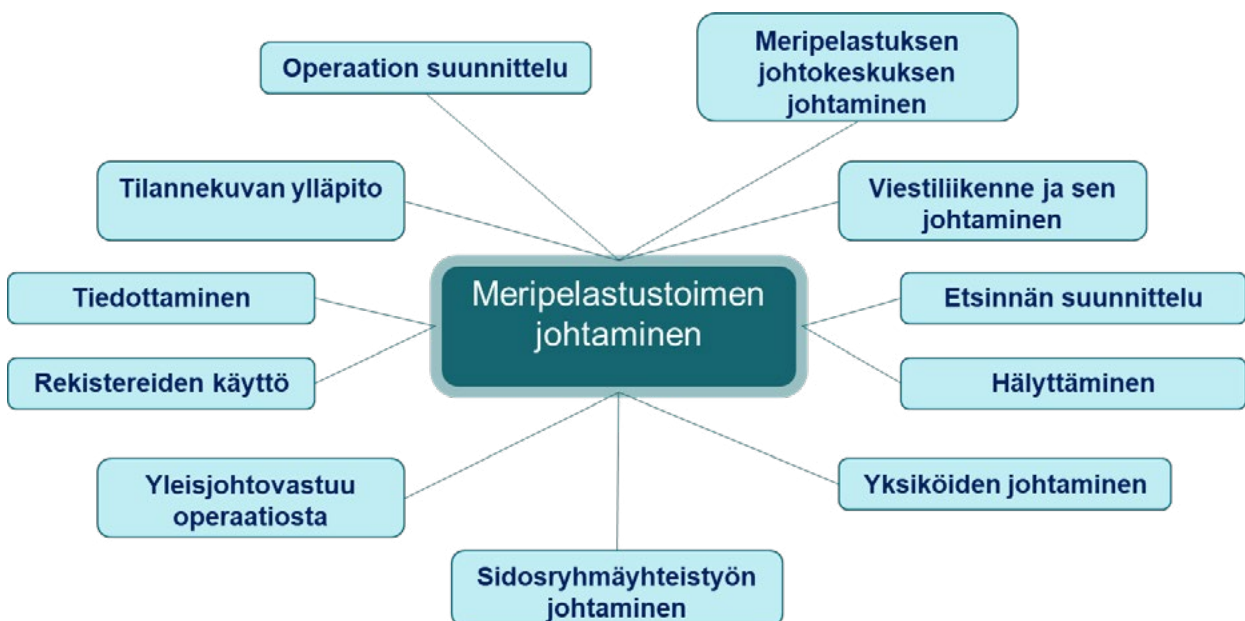 Operaation suunnittelu
Meripelastuksen
johtokeskuksen
johtaminen
Tilannekuvan ylläpito
Viestiliikenne ja sen
johtaminen
Tiedottaminen
Meripelastustoimen
johtaminen
Etsinnän suunnittelu
Rekistereiden käyttö
Hälyttäminen
Yleisjohtovastuu
operaatiosta
Yksiköiden johtaminen
Sidosryhmäyhteistyön
johtaminen